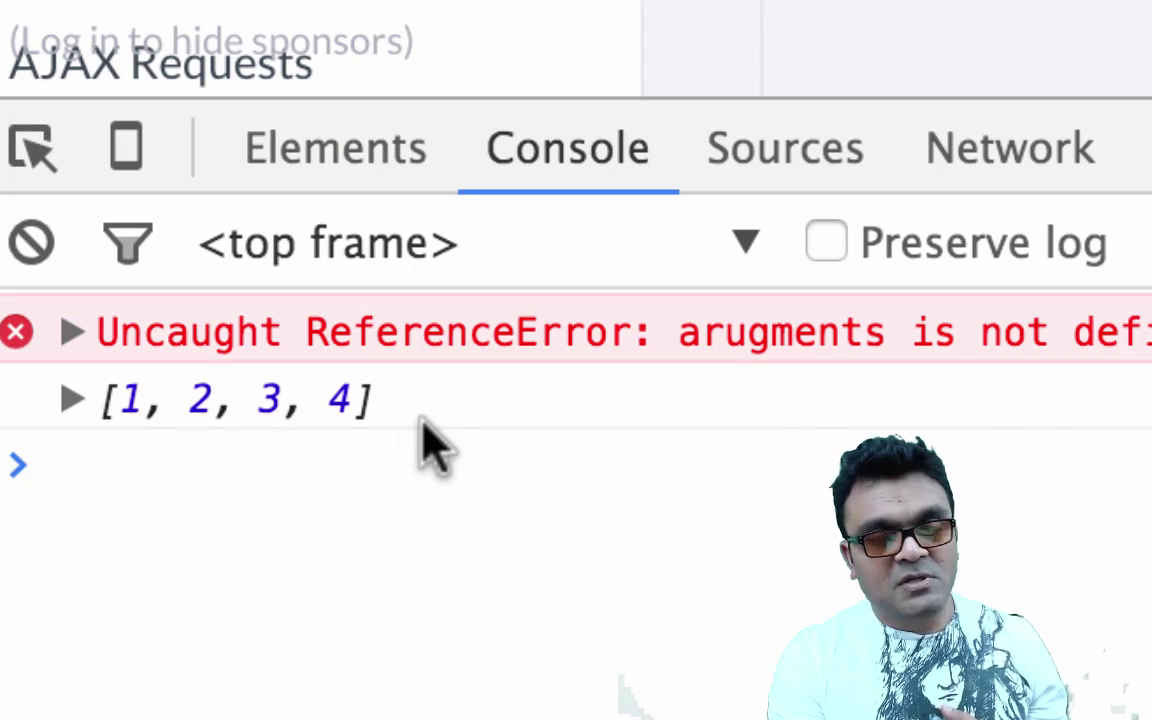 (Log in to hide sponsors)
AJAX Requests
Elements Console Sources Network
<top frame> ▼ Preserve log
Uncaught ReferenceError: arugments is not defi
[1, 2, 3, 4]